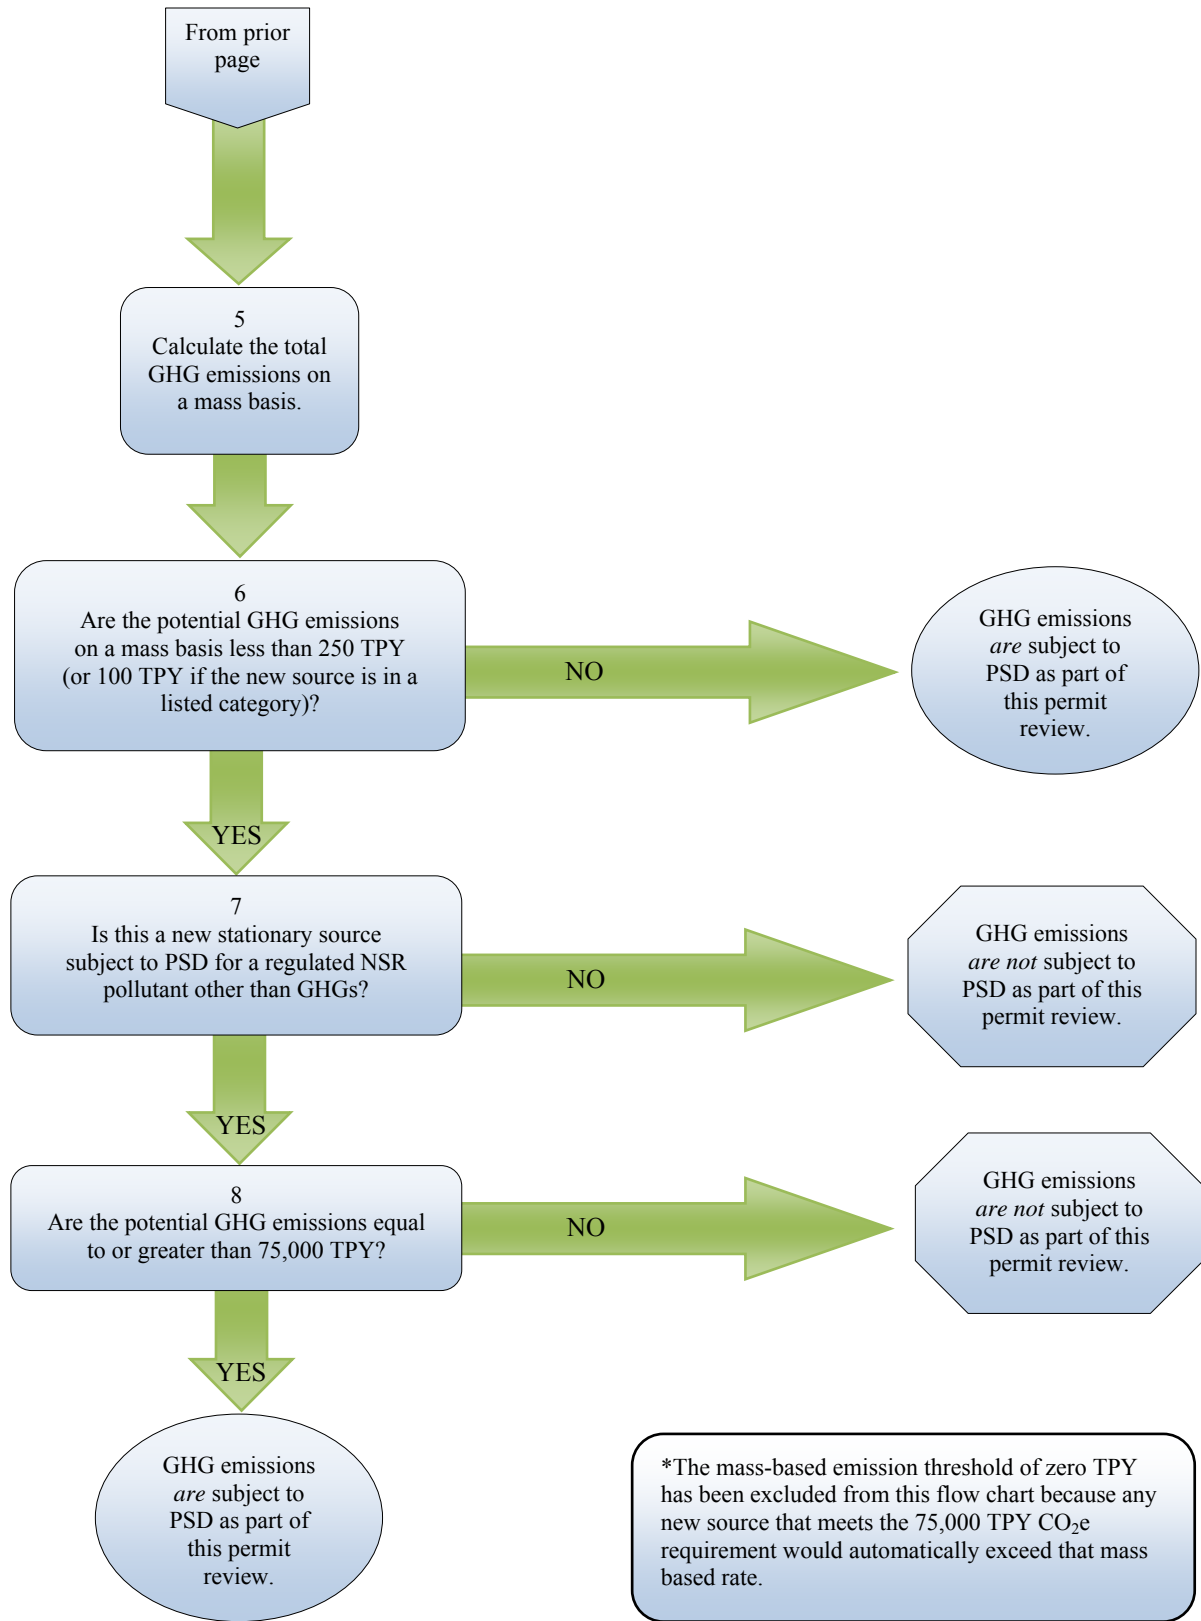 From prior
page
5
Calculate the total
GHG emissions on
a mass basis.
6
Are the potential GHG emissions
on a mass basis less than 250 TPY
(or 100 TPY if the new source is in a
listed category)?
NO
GHG emissions
are subject to
PSD as part of
this permit
review.
YES
7
Is this a new stationary source
subject to PSD for a regulated NSR
pollutant other than GHGs?
NO
GHG emissions
are not subject to
PSD as part of this
permit review.
YES
8
Are the potential GHG emissions equal
to or greater than 75,000 TPY?
NO
GHG emissions
are not subject to
PSD as part of this
permit review.
YES
GHG emissions
are subject to
PSD as part of
this permit
review.
*The mass-based emission threshold of zero TPY
has been excluded from this flow chart because any
new source that meets the 75,000 TPY CO₂e
requirement would automatically exceed that mass
based rate.